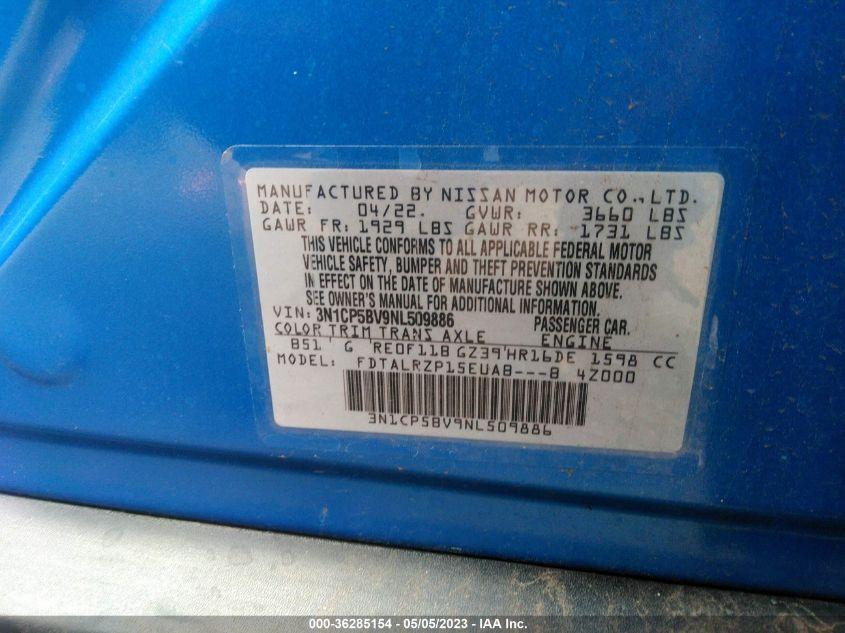 MANUFACTURED BY NISSAN MOTOR CO., LTD.
DATE: 04/22. GVWR: 3660 LBS
GAWR FR: 1929 LBS GAWR RR: 1731 LBS
THIS VEHICLE CONFORMS TO ALL APPLICABLE FEDERAL MOTOR
VEHICLE SAFETY, BUMPER AND THEFT PREVENTION STANDARDS
IN EFFECT ON THE DATE OF MANUFACTURE SHOWN ABOVE.
SEE OWNER'S MANUAL FOR ADDITIONAL INFORMATION.
VIN: 3N1CP5BV9NL509886 PASSENGER CAR.
COLOR TRIM TRANS AXLE ENGINE
B51 G RE0F11B GZ39 HR16DE 1598 CC
MODEL: FDTALRZP15EUAB---B 4Z000
3N1CP5BV9NL509886
000-36285154 - 05/05/2023 - IAA Inc.